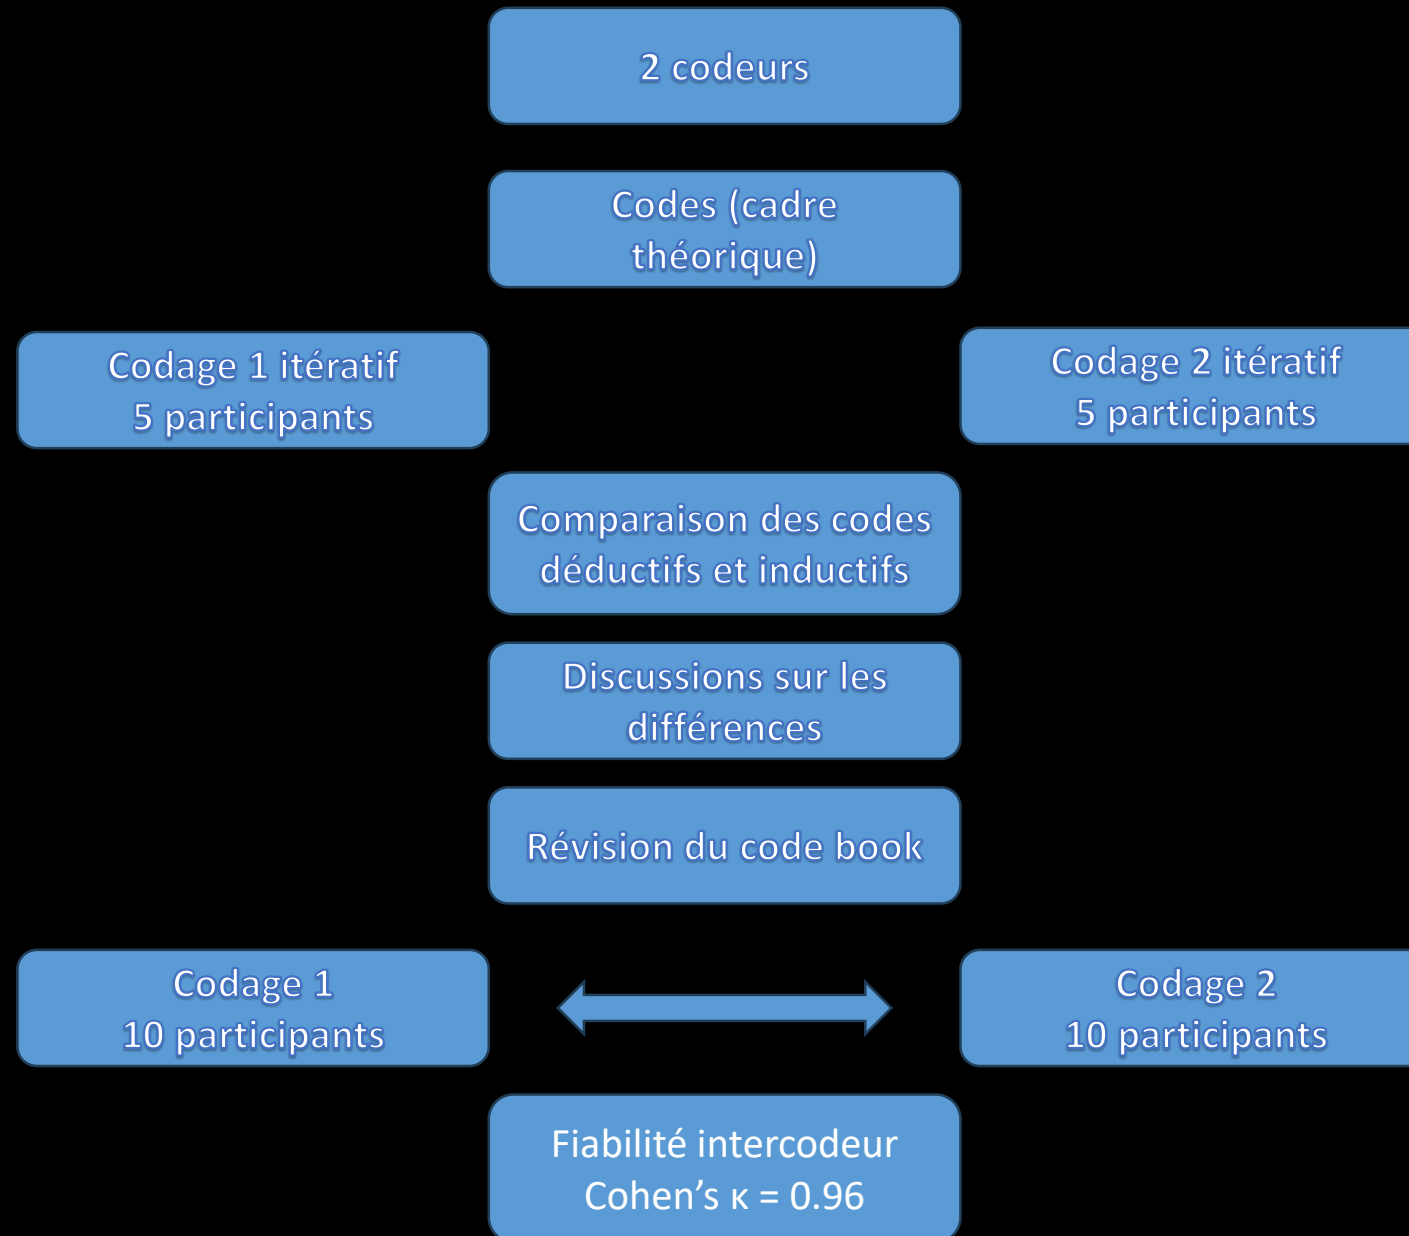 2 codeurs
Codes (cadre
théorique)
Codage 1 itératif
5 participants
Codage 2 itératif
5 participants
Comparaison des codes
déductifs et inductifs
Discussions sur les
différences
Révision du code book
Codage 1
10 participants
Codage 2
10 participants
Fiabilité intercodeur
Cohen’s κ = 0.96